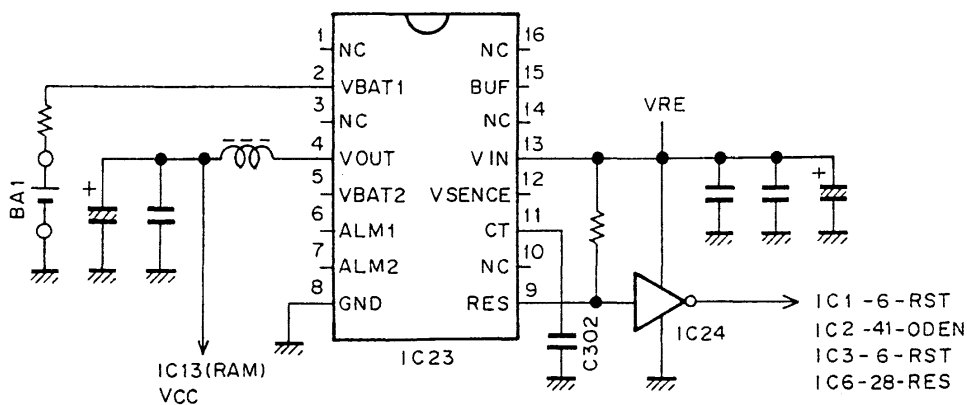 1 NC
2 VBAT1
3 NC
4 VOUT
5 VBAT2
6 ALM1
7 ALM2
8 GND
16 NC
15 BUF
14 NC
13 VIN
12 VSENCE
11 CT
10 NC
9 RES
IC23
BA1
+
IC13(RAM)
VCC
VRE
+
C302
IC24
IC1-6-RST
IC2-41-ODEN
IC3-6-RST
IC6-28-RES